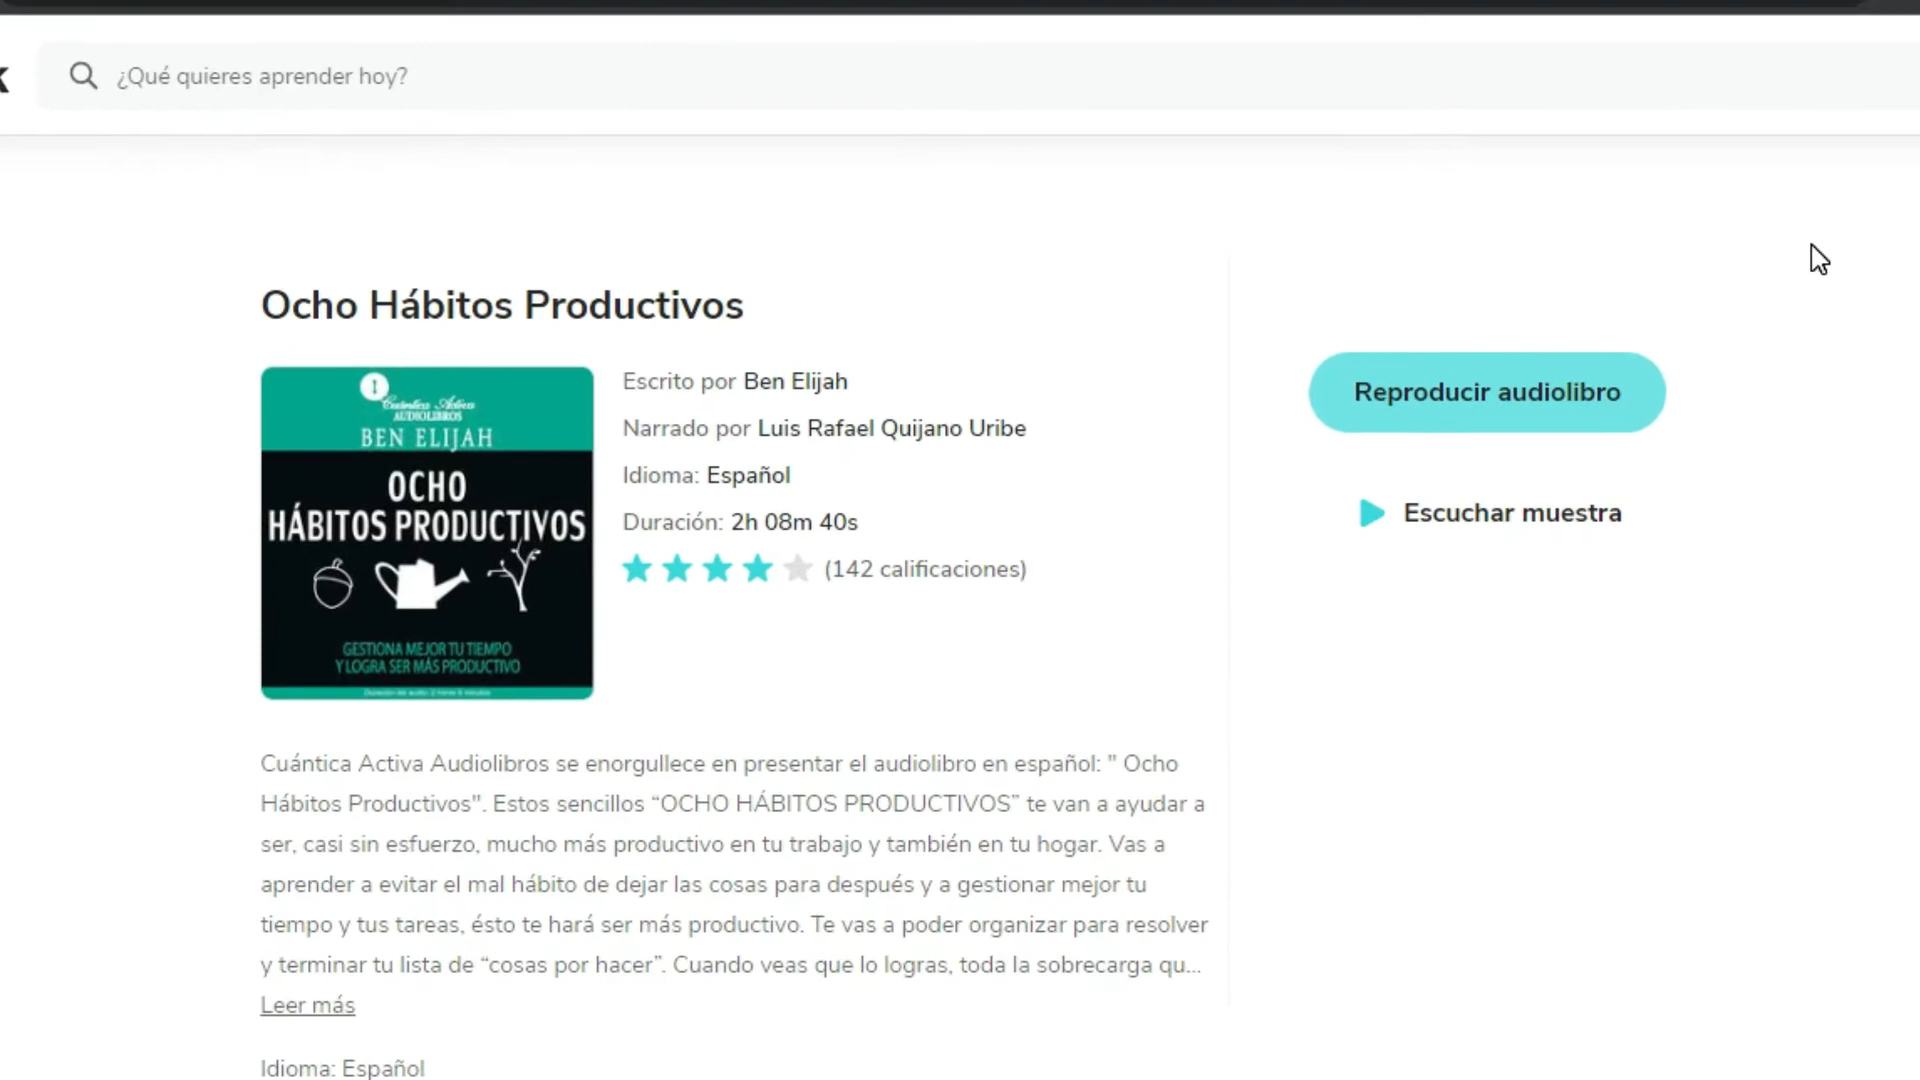 ¿Qué quieres aprender hoy?
Ocho Hábitos Productivos
Cuántica Activa
AUDIOLIBROS
BEN ELIJAH
OCHO
HÁBITOS PRODUCTIVOS
GESTIONA MEJOR TU TIEMPO
Y LOGRA SER MÁS PRODUCTIVO
Escrito por Ben Elijah
Narrado por Luis Rafael Quijano Uribe
Idioma: Español
Duración: 2h 08m 40s
(142 calificaciones)
Reproducir audiolibro
Escuchar muestra
Cuántica Activa Audiolibros se enorgullece en presentar el audiolibro en español: " Ocho
Hábitos Productivos". Estos sencillos “OCHO HÁBITOS PRODUCTIVOS” te van a ayudar a
ser, casi sin esfuerzo, mucho más productivo en tu trabajo y también en tu hogar. Vas a
aprender a evitar el mal hábito de dejar las cosas para después y a gestionar mejor tu
tiempo y tus tareas, ésto te hará ser más productivo. Te vas a poder organizar para resolver
y terminar tu lista de “cosas por hacer”. Cuando veas que lo logras, toda la sobrecarga qu...
Leer más
Idioma: Español